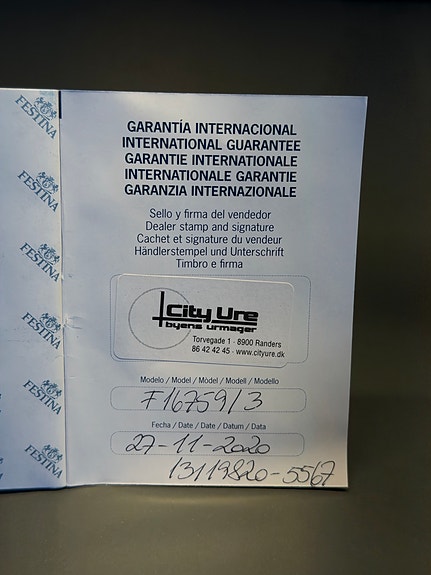 GARANTÍA INTERNACIONAL
INTERNATIONAL GUARANTEE
GARANTIE INTERNATIONALE
INTERNATIONALE GARANTIE
GARANZIA INTERNAZIONALE
Sello y firma del vendedor
Dealer stamp and signature
Cachet et signature du vendeur
Händlerstempel und Unterschrift
Timbro e firma
City Ure
byens urmager
Torvegade 1 · 8900 Randers
86 42 42 45 · www.cityure.dk
Modelo / Model / Modèl / Modell / Modello
F16759/3
Fecha / Date / Date / Datum / Data
27-11-2020
13119820-5567
FESTINA
FESTINA
FESTINA
FESTINA
FESTINA
FESTINA